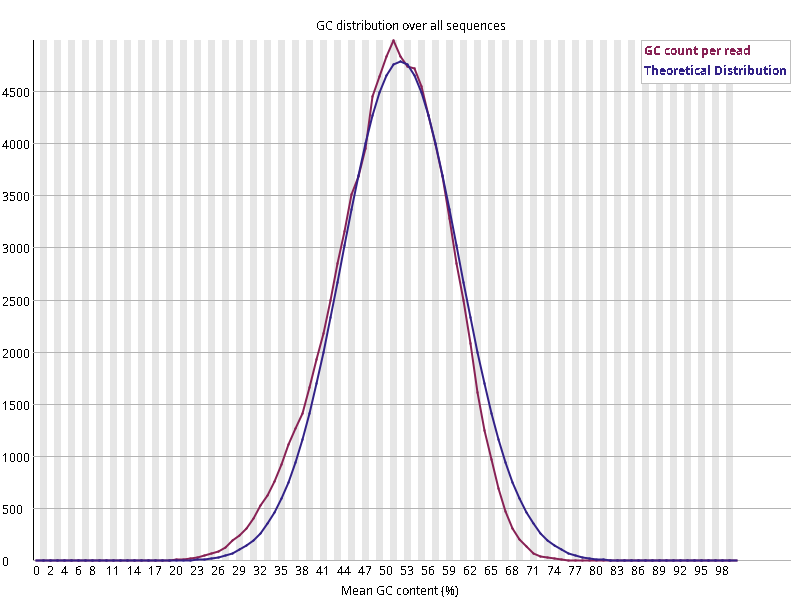 GC distribution over all sequences
GC count per read
Theoretical Distribution
4500
4000
3500
3000
2500
2000
1500
1000
500
0
0 2 4 6 8 11 14 17 20 23 26 29 32 35 38 41 44 47 50 53 56 59 62 65 68 71 74 77 80 83 86 89 92 95 98
Mean GC content (%)